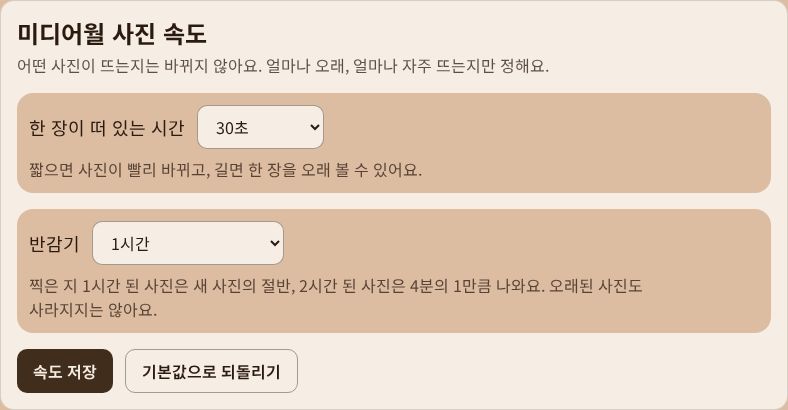 미디어월 사진 속도
어떤 사진이 뜨는지는 바뀌지 않아요. 얼마나 오래, 얼마나 자주 뜨는지만 정해요.
한 장이 떠 있는 시간 30초
짧으면 사진이 빨리 바뀌고, 길면 한 장을 오래 볼 수 있어요.
반감기 1시간
찍은 지 1시간 된 사진은 새 사진의 절반, 2시간 된 사진은 4분의 1만큼 나와요. 오래된 사진도
사라지지는 않아요.
속도 저장 기본값으로 되돌리기